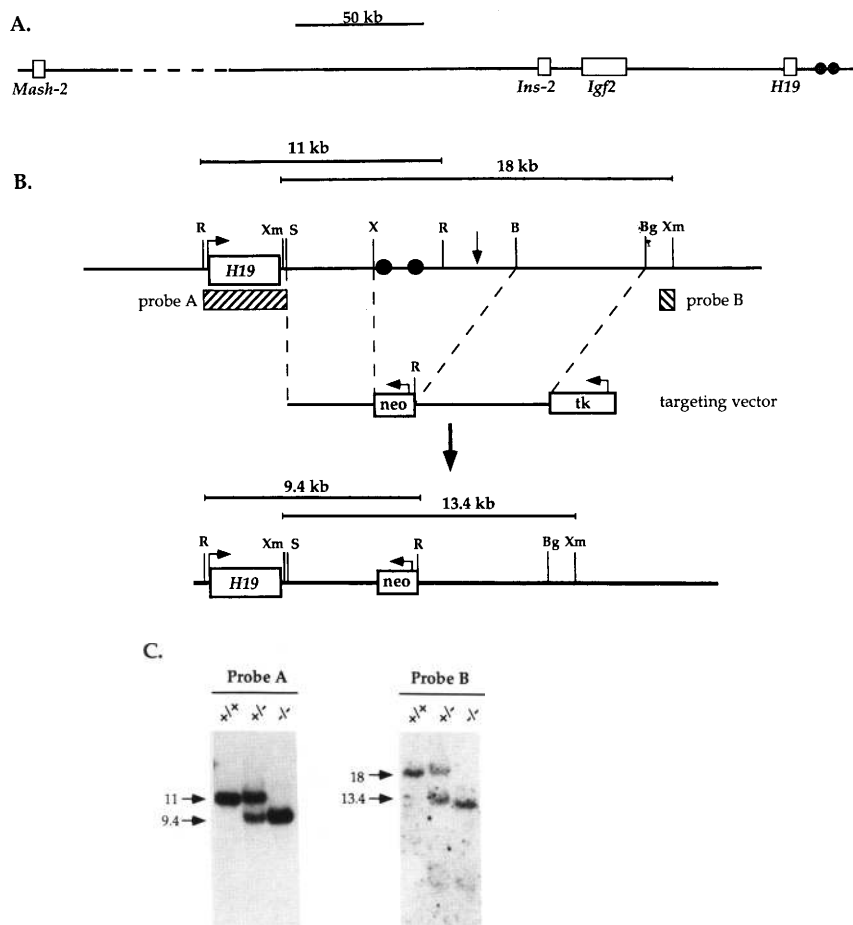 A.
50 kb
Mash-2
Ins-2
Igf2
H19
11 kb
18 kb
B.
R
Xm S
X
R
B
Bg Xm
H19
probe A
probe B
R
neo
tk
targeting vector
9.4 kb
13.4 kb
R
Xm S
R
Bg Xm
H19
neo
C.
Probe A
Probe B
+/+ +/- -/-
+/+ +/- -/-
11
9.4
18
13.4